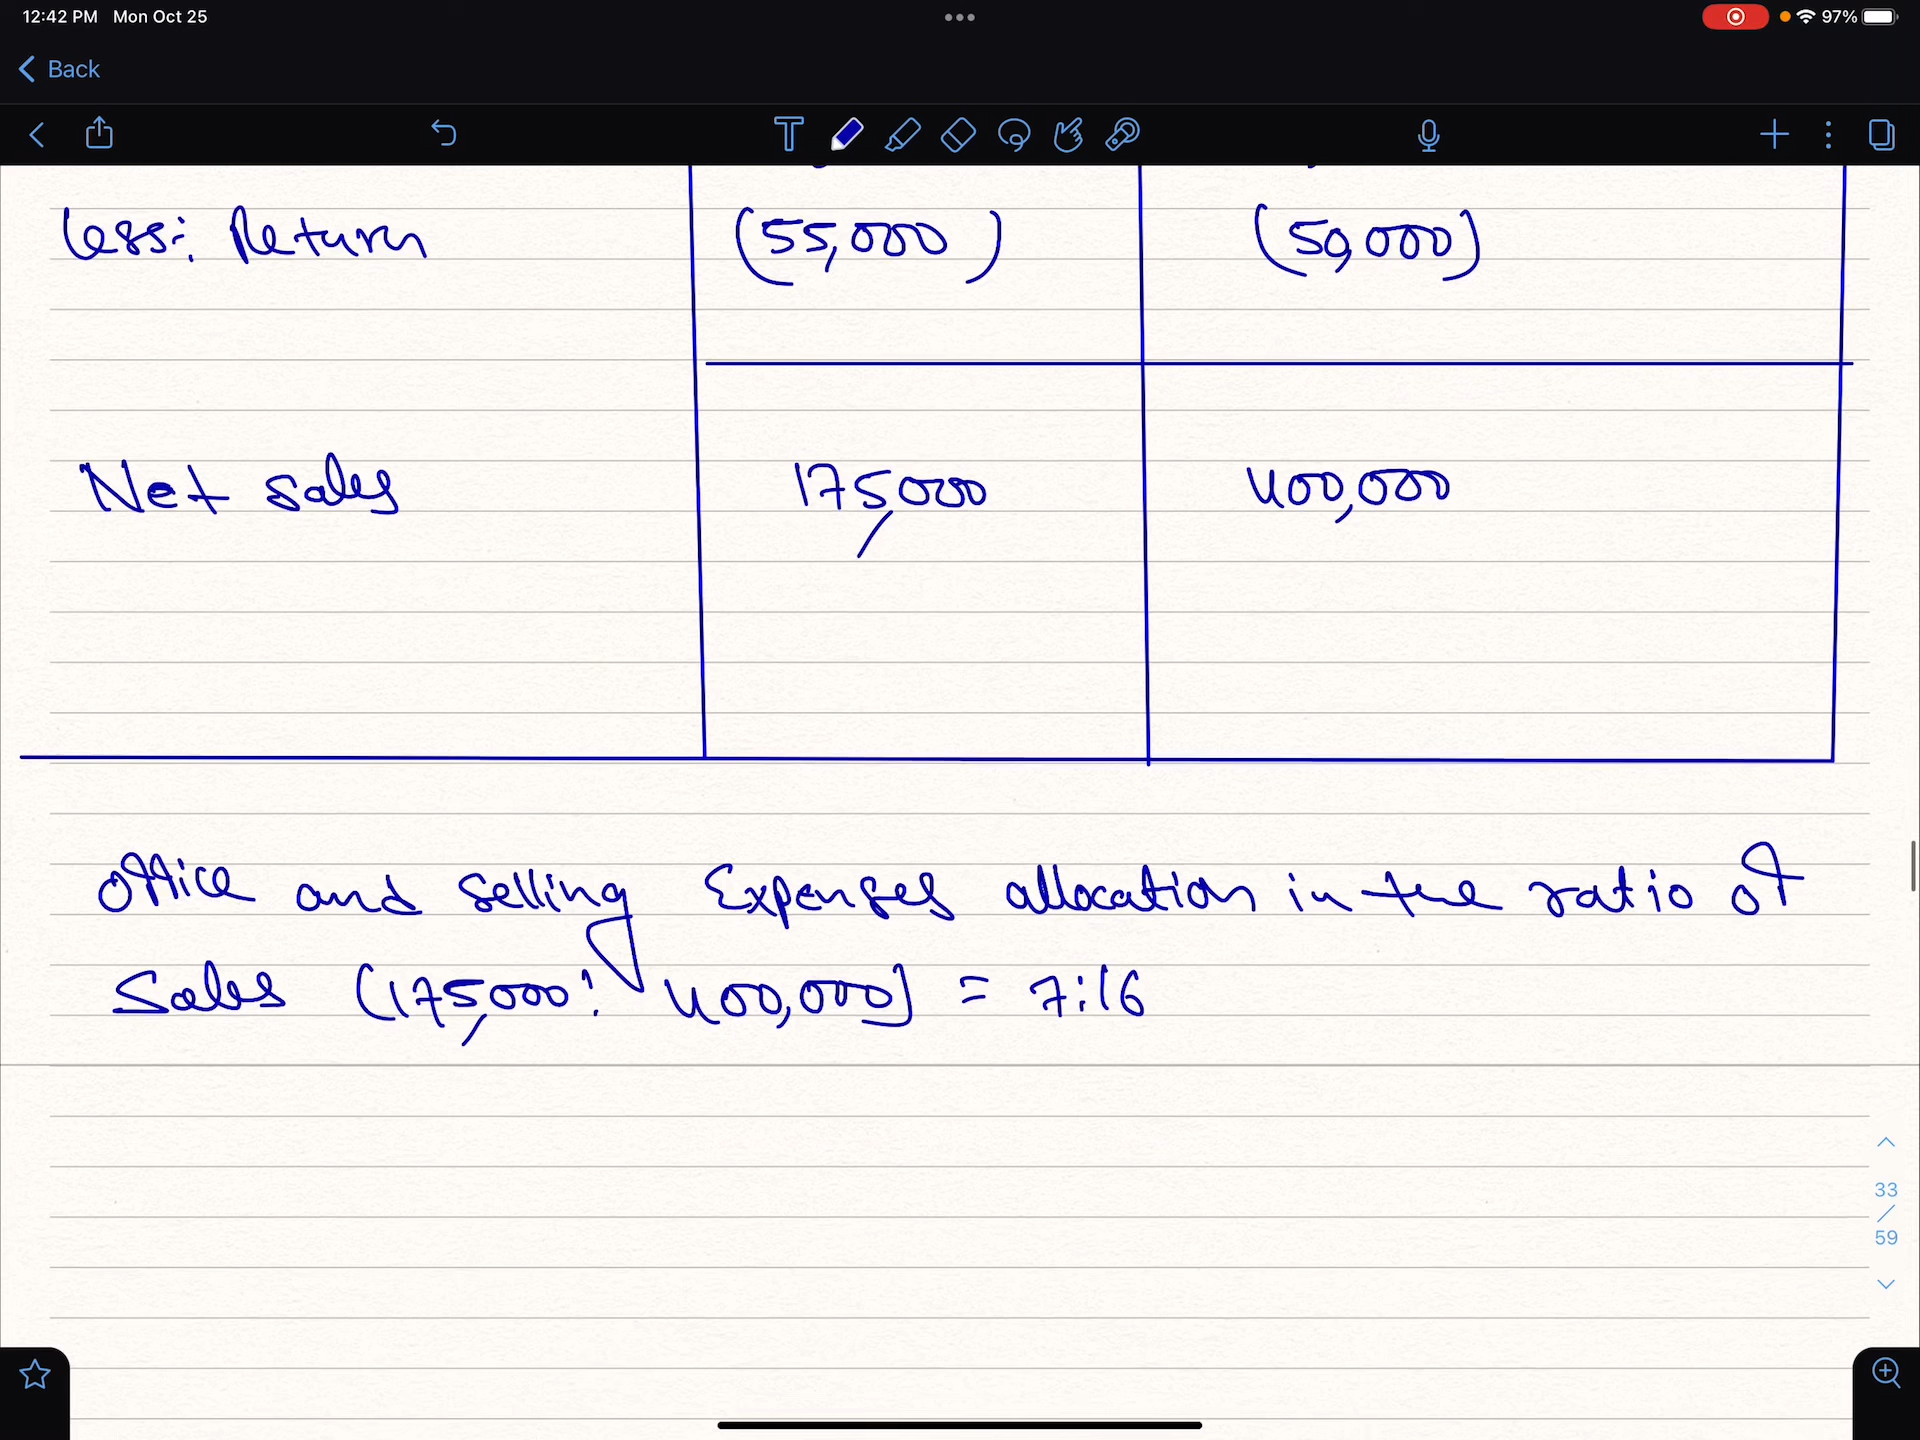 12:42 PM Mon Oct 25
97%
Back
Less: Return (55,000) (50,000)
Net sales 175,000 400,000
Office and Selling Expenses allocation in the ratio of
Sales (175,000: 400,000) = 7:16
33
/
59